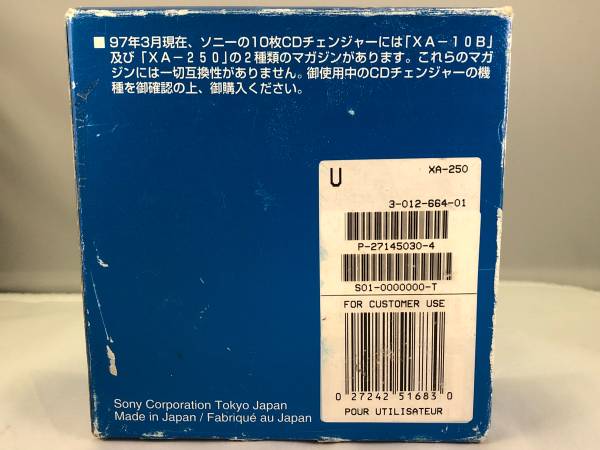 ■ 97年3月現在、ソニーの10枚CDチェンジャーには「XA-10B」
及び「XA-250」の2種類のマガジンがあります。これらのマガ
ジンには一切互換性がありません。御使用中のCDチェンジャーの機
種を御確認の上、御購入ください。
U XA-250
3-012-664-01
P-27145030-4
S01-0000000-T
FOR CUSTOMER USE
0 27242 51683 0
POUR UTILISATEUR
Sony Corporation Tokyo Japan
Made in Japan / Fabriqué au Japan